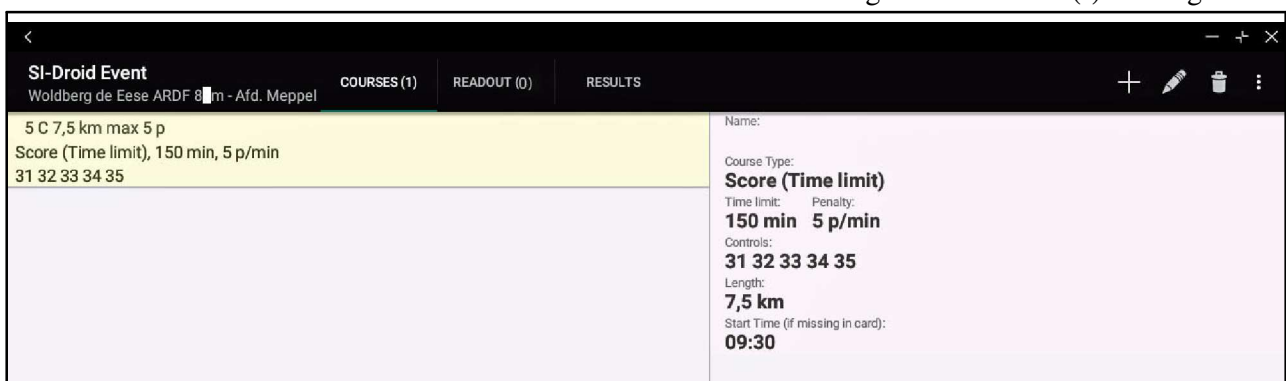 SI-Droid Event
Woldberg de Eese ARDF 8 m - Afd. Meppel
COURSES (1)
READOUT (0)
RESULTS
5 C 7,5 km max 5 p
Score (Time limit), 150 min, 5 p/min
31 32 33 34 35
Name:
Course Type:
Score (Time limit)
Time limit: Penalty:
150 min 5 p/min
Controls:
31 32 33 34 35
Length:
7,5 km
Start Time (if missing in card):
09:30